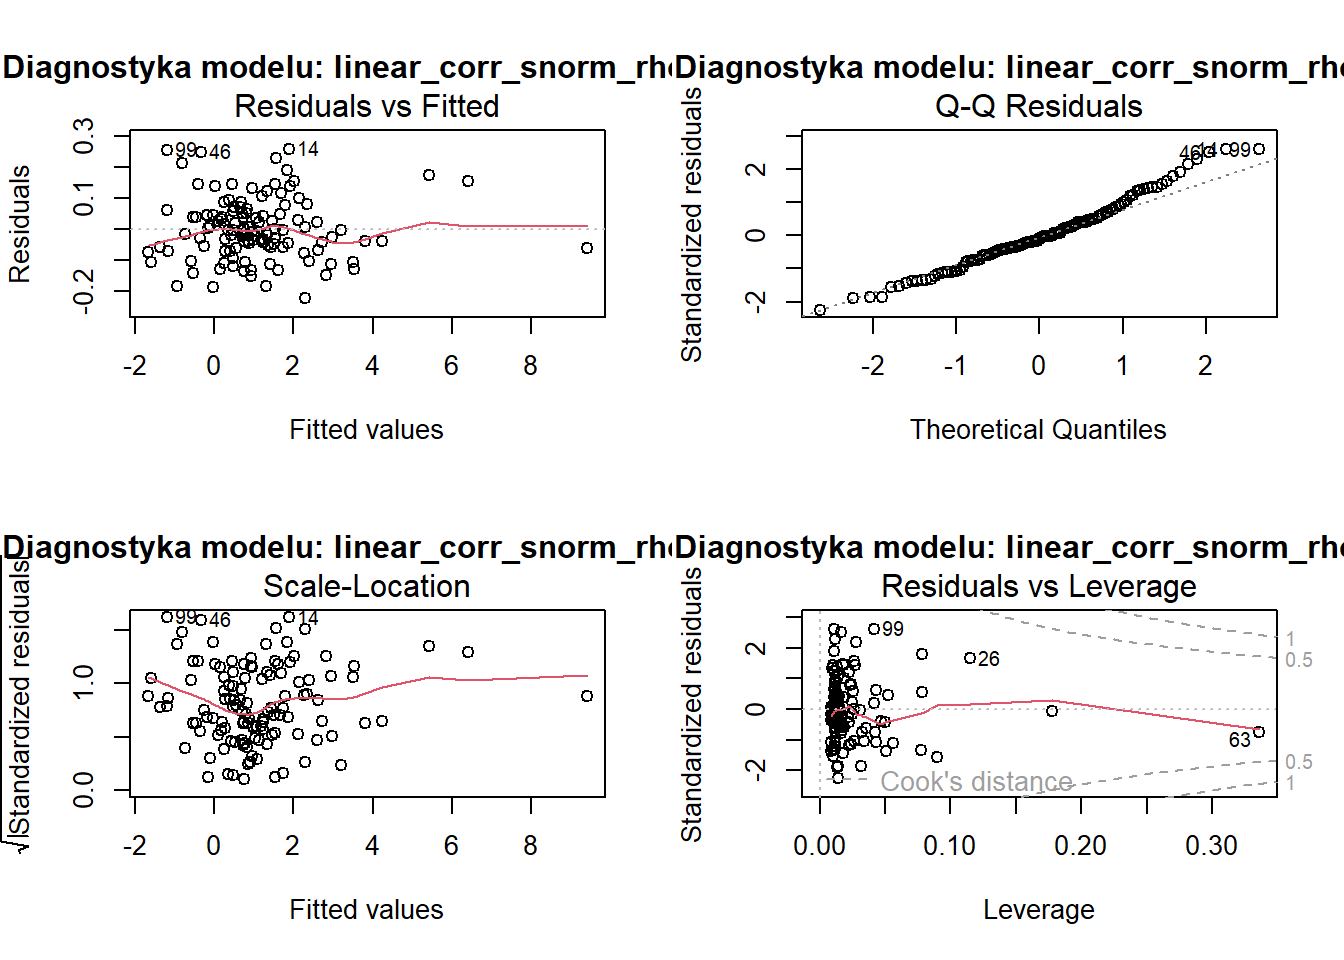 Diagnostyka modelu: linear_corr_snorm_rh
Residuals vs Fitted
Residuals
0.3
0.1
-0.2
99
46
14
-2
0
2
4
6
8
Fitted values
Diagnostyka modelu: linear_corr_snorm_rh
Q-Q Residuals
Standardized residuals
2
0
-2
46
14
99
-2
-1
0
1
2
Theoretical Quantiles
Diagnostyka modelu: linear_corr_snorm_rh
Scale-Location
√|Standardized residuals|
1.0
0.0
99
46
14
-2
0
2
4
6
8
Fitted values
Diagnostyka modelu: linear_corr_snorm_rh
Residuals vs Leverage
Standardized residuals
2
0
-2
99
26
63
1
0.5
0.5
1
Cook's distance
0.00
0.10
0.20
0.30
Leverage